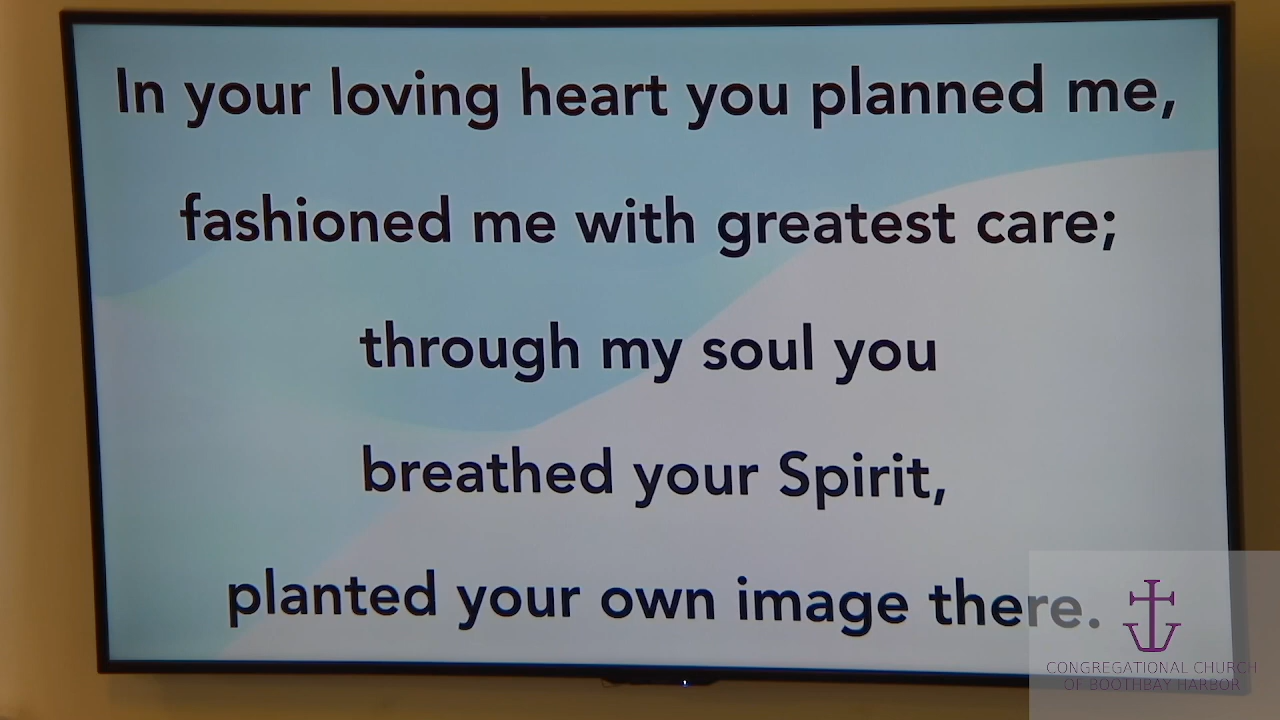 In your loving heart you planned me,
fashioned me with greatest care;
through my soul you
breathed your Spirit,
planted your own image there.
CONGREGATIONAL CHURCH
OF BOOTHBAY HARBOR